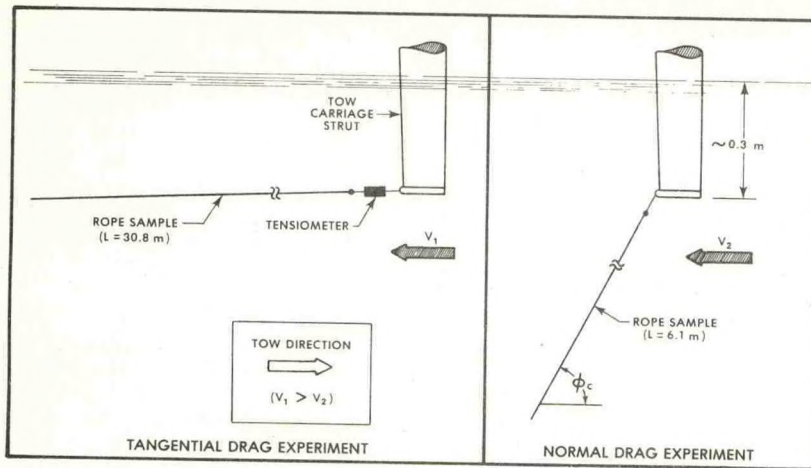 TOW
CARRIAGE
STRUT
ROPE SAMPLE
(L = 30.8 m)
TENSIOMETER
V₁
TOW DIRECTION
(V₁ > V₂)
TANGENTIAL DRAG EXPERIMENT
~ 0.3 m
V₂
ROPE SAMPLE
(L = 6.1 m)
ϕc
NORMAL DRAG EXPERIMENT